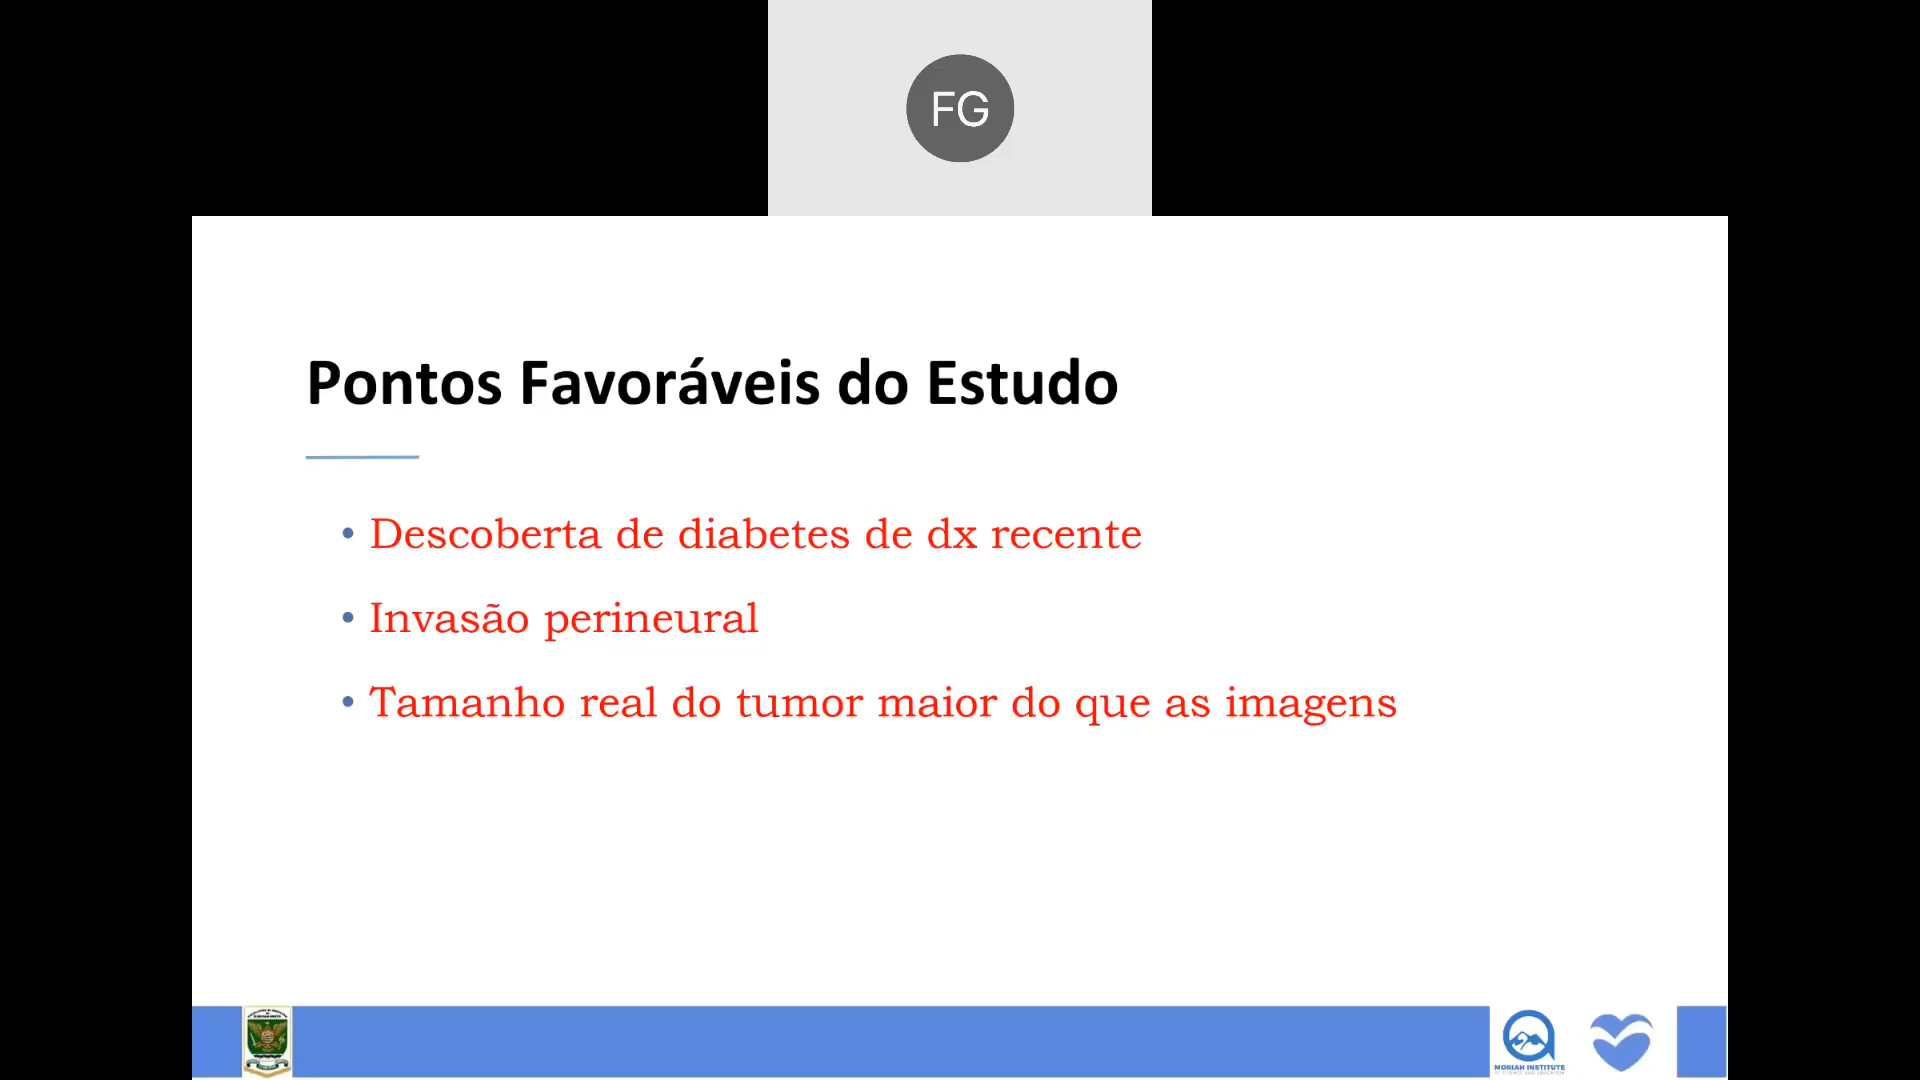 FG
Pontos Favoráveis do Estudo
• Descoberta de diabetes de dx recente
• Invasão perineural
• Tamanho real do tumor maior do que as imagens
MORIAH INSTITUTE